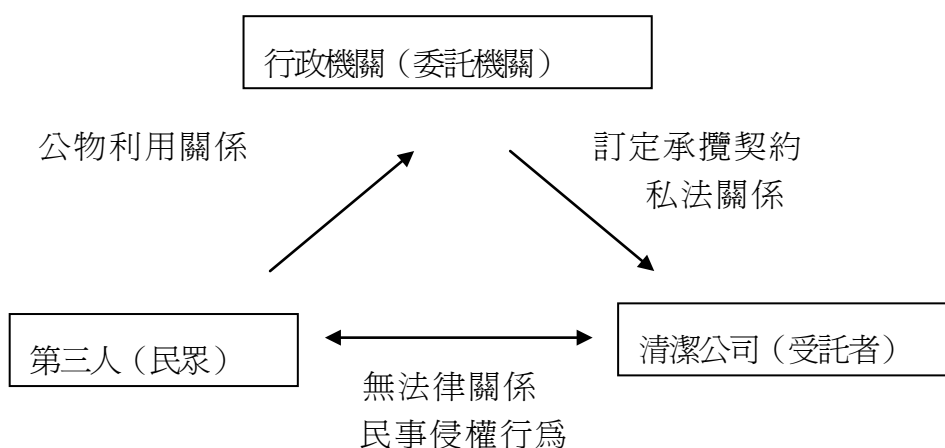 行政機關（委託機關）
公物利用關係
訂定承攬契約
私法關係
第三人（民眾）
清潔公司（受託者）
無法律關係
民事侵權行為